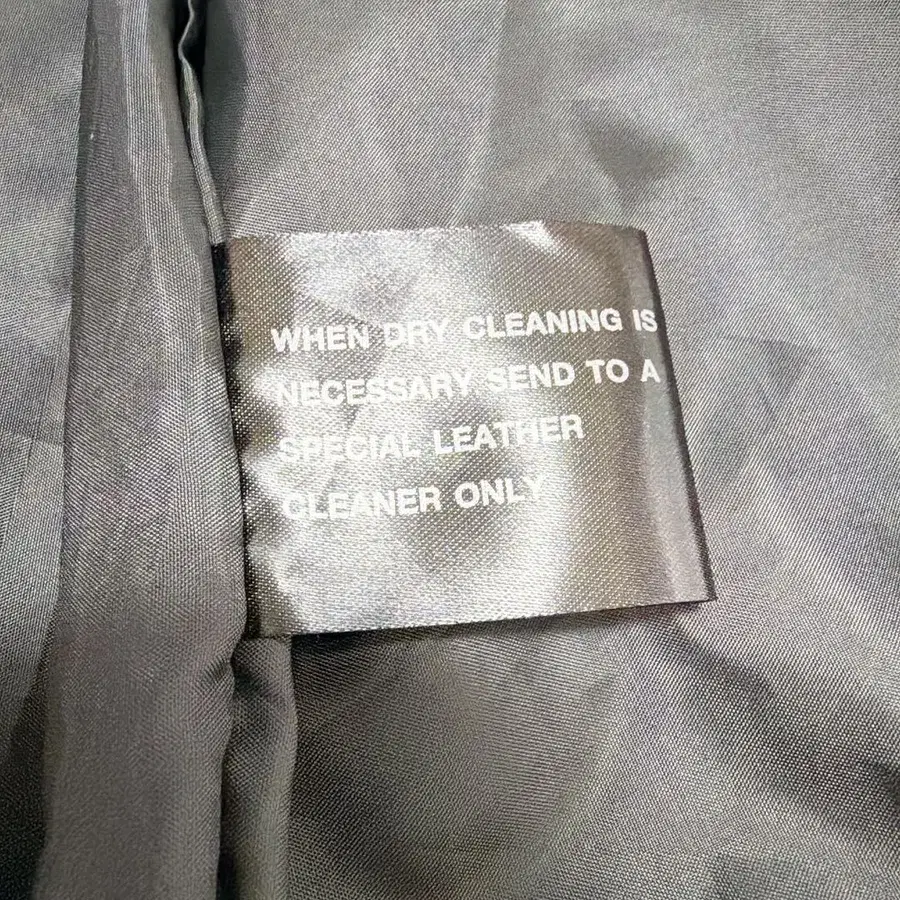 WHEN DRY CLEANING IS
NECESSARY SEND TO A
SPECIAL LEATHER
CLEANER ONLY